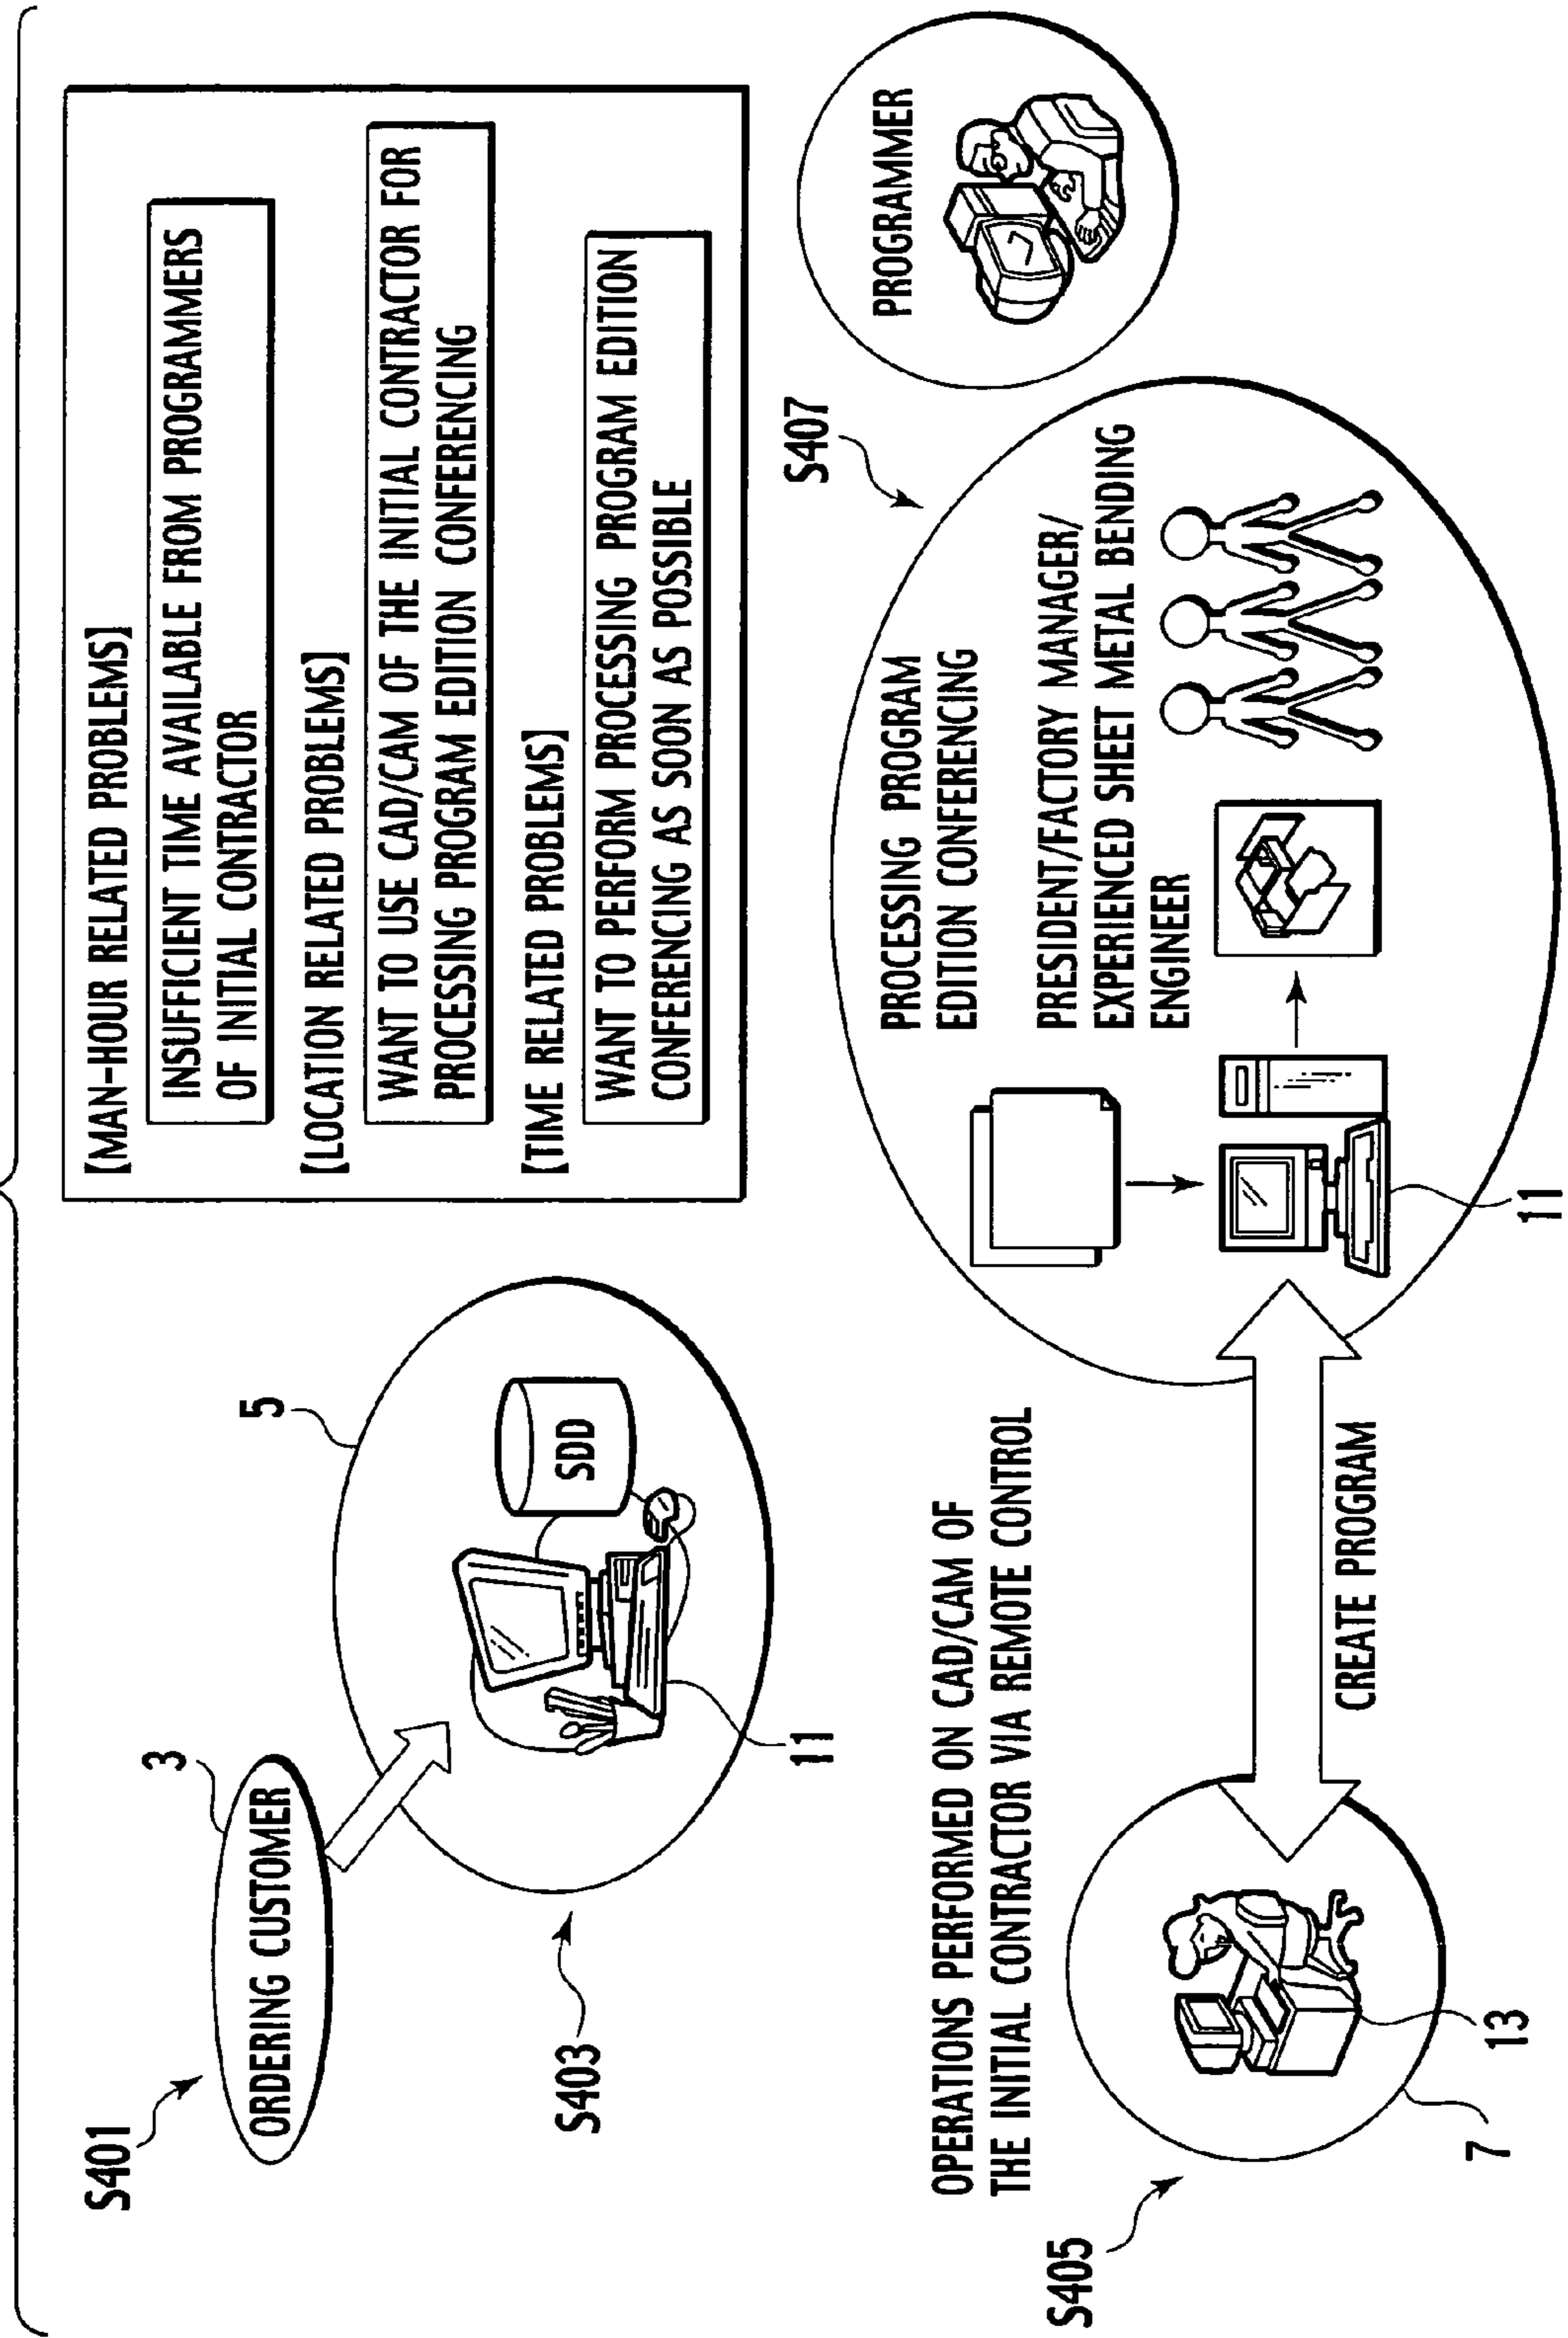 S401
3
ORDERING CUSTOMER
5
SDD
11
S403
[MAN-HOUR RELATED PROBLEMS]
INSUFFICIENT TIME AVAILABLE FROM PROGRAMMERS
OF INITIAL CONTRACTOR
[LOCATION RELATED PROBLEMS]
WANT TO USE CAD/CAM OF THE INITIAL CONTRACTOR FOR
PROCESSING PROGRAM EDITION CONFERENCING
[TIME RELATED PROBLEMS]
WANT TO PERFORM PROCESSING PROGRAM EDITION
CONFERENCING AS SOON AS POSSIBLE
OPERATIONS PERFORMED ON CAD/CAM OF
THE INITIAL CONTRACTOR VIA REMOTE CONTROL
S405
7
13
CREATE PROGRAM
S407
PROCESSING PROGRAM
EDITION CONFERENCING
PRESIDENT/FACTORY MANAGER/
EXPERIENCED SHEET METAL BENDING
ENGINEER
11
PROGRAMMER